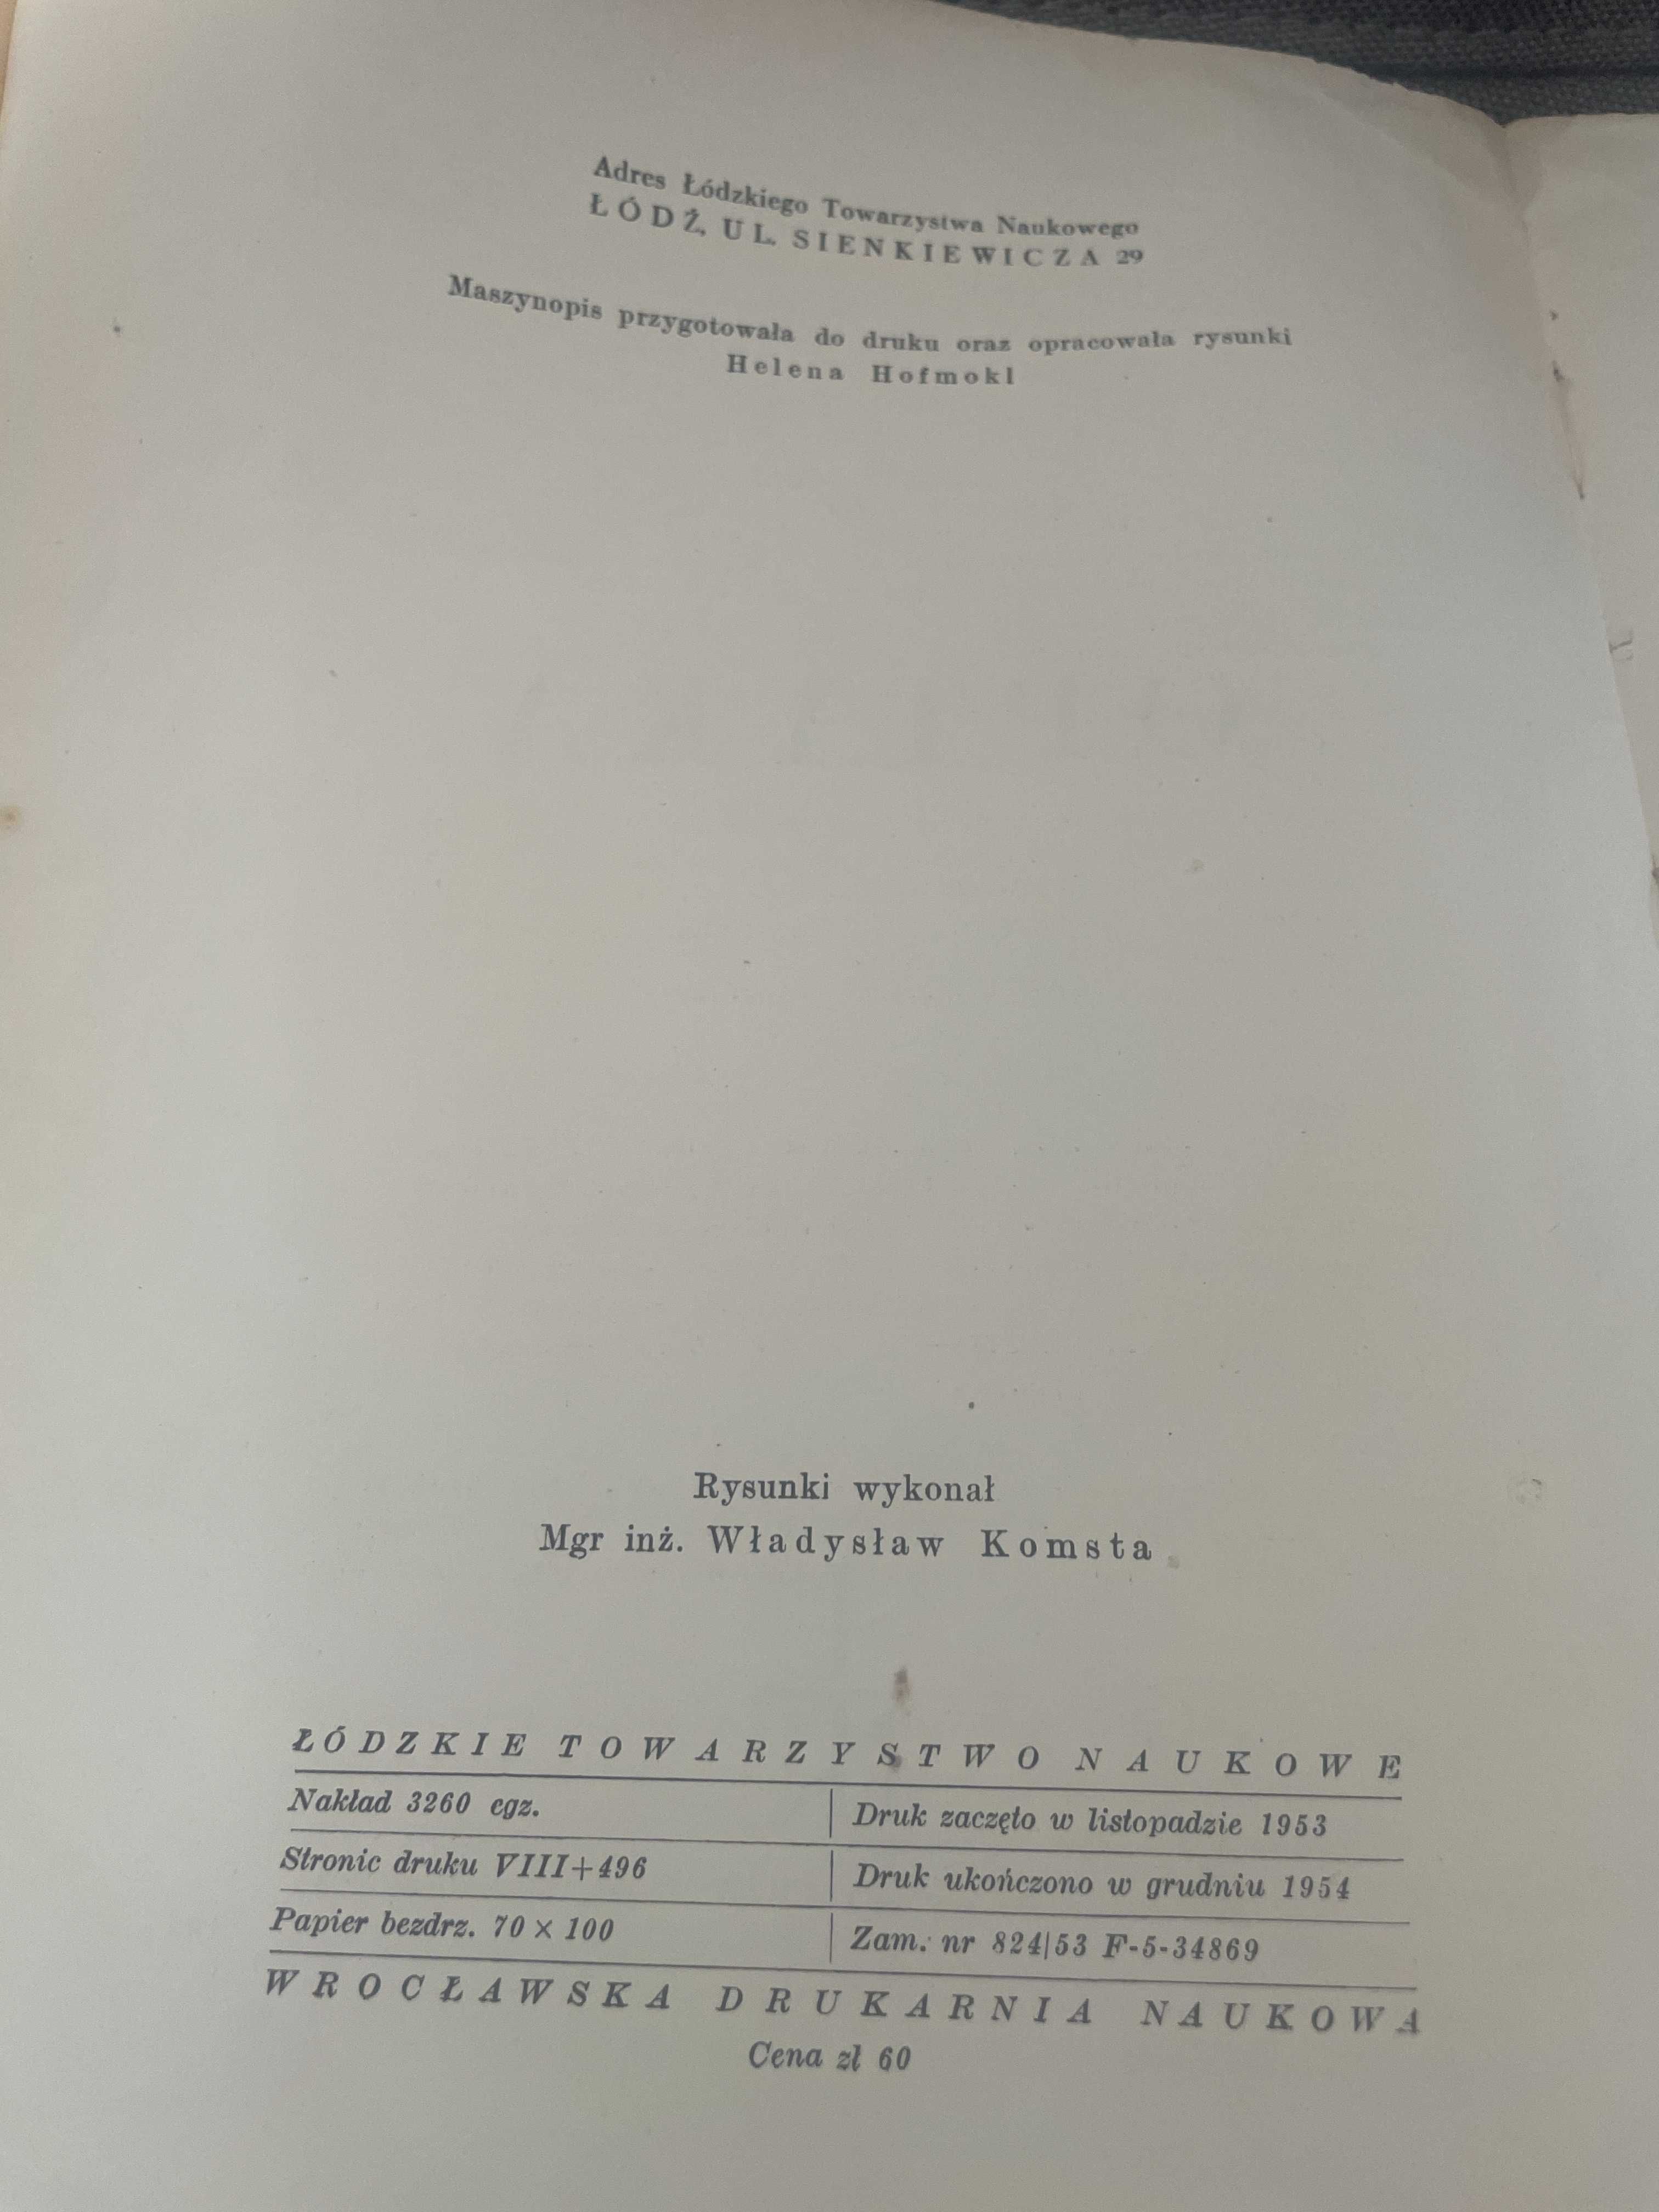 Adres Łódzkiego Towarzystwa Naukowego
ŁÓDŹ, UL. SIENKIEWICZA 29
Maszynopis przygotowała do druku oraz opracowała rysunki
Helena Hofmokl
Rysunki wykonał
Mgr inż. Władysław Komsta
ŁÓDZKIE TOWARZYSTWO NAUKOWE
Nakład 3260 egz. Druk zaczęto w listopadzie 1953
Stronic druku VIII+496 Druk ukończono w grudniu 1954
Papier bezdrz. 70 × 100 Zam. nr 824|53 F-5-34869
WROCŁAWSKA DRUKARNIA NAUKOWA
Cena zł 60